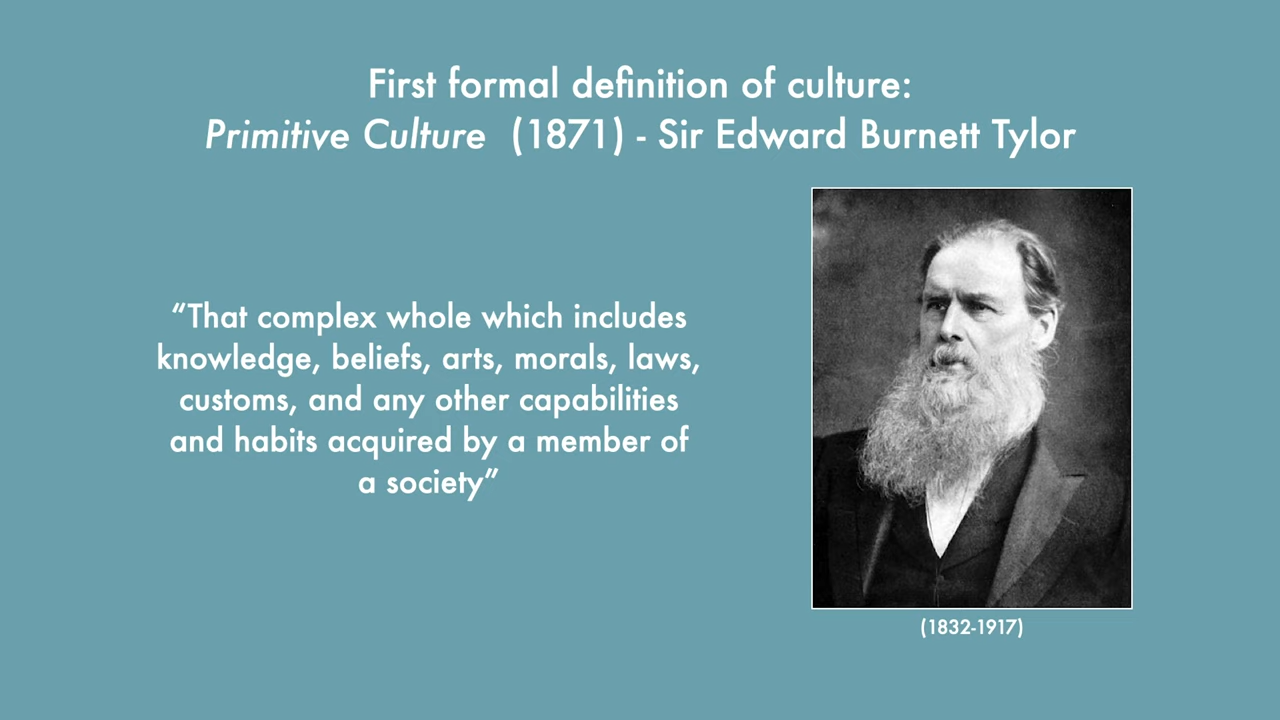 First formal definition of culture:
Primitive Culture (1871) - Sir Edward Burnett Tylor
“That complex whole which includes
knowledge, beliefs, arts, morals, laws,
customs, and any other capabilities
and habits acquired by a member of
a society”
(1832-1917)